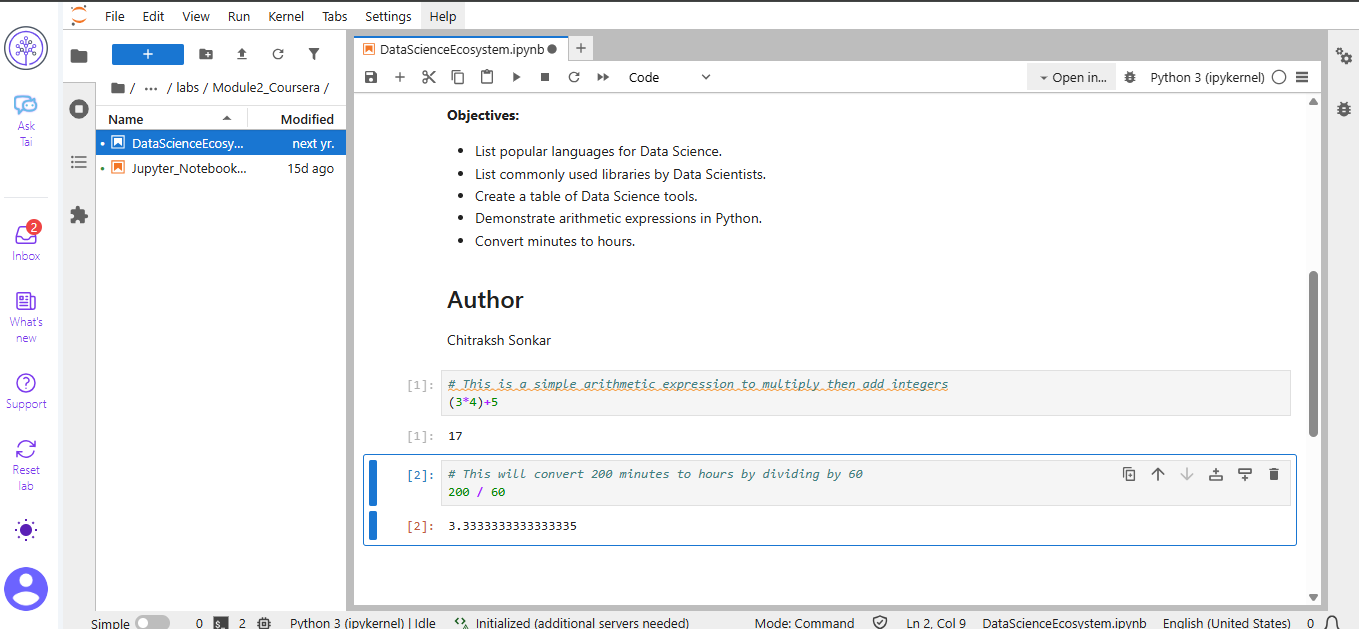 File Edit View Run Kernel Tabs Settings Help
Ask
Tai
2
Inbox
What's
new
Support
Reset
lab
+
/ ... / labs / Module2_Coursera /
Name Modified
DataScienceEcosy... next yr.
Jupyter_Notebook... 15d ago
DataScienceEcosystem.ipynb
Code
Open in...
Python 3 (ipykernel)
Objectives:
• List popular languages for Data Science.
• List commonly used libraries by Data Scientists.
• Create a table of Data Science tools.
• Demonstrate arithmetic expressions in Python.
• Convert minutes to hours.
Author
Chitraksh Sonkar
[1]: # This is a simple arithmetic expression to multiply then add integers
(3*4)+5
[1]: 17
[2]: # This will convert 200 minutes to hours by dividing by 60
200 / 60
[2]: 3.3333333333333335
Simple 0 $_ 2 Python 3 (ipykernel) | Idle Initialized (additional servers needed) Mode: Command Ln 2, Col 9 DataScienceEcosystem.ipynb English (United States) 0